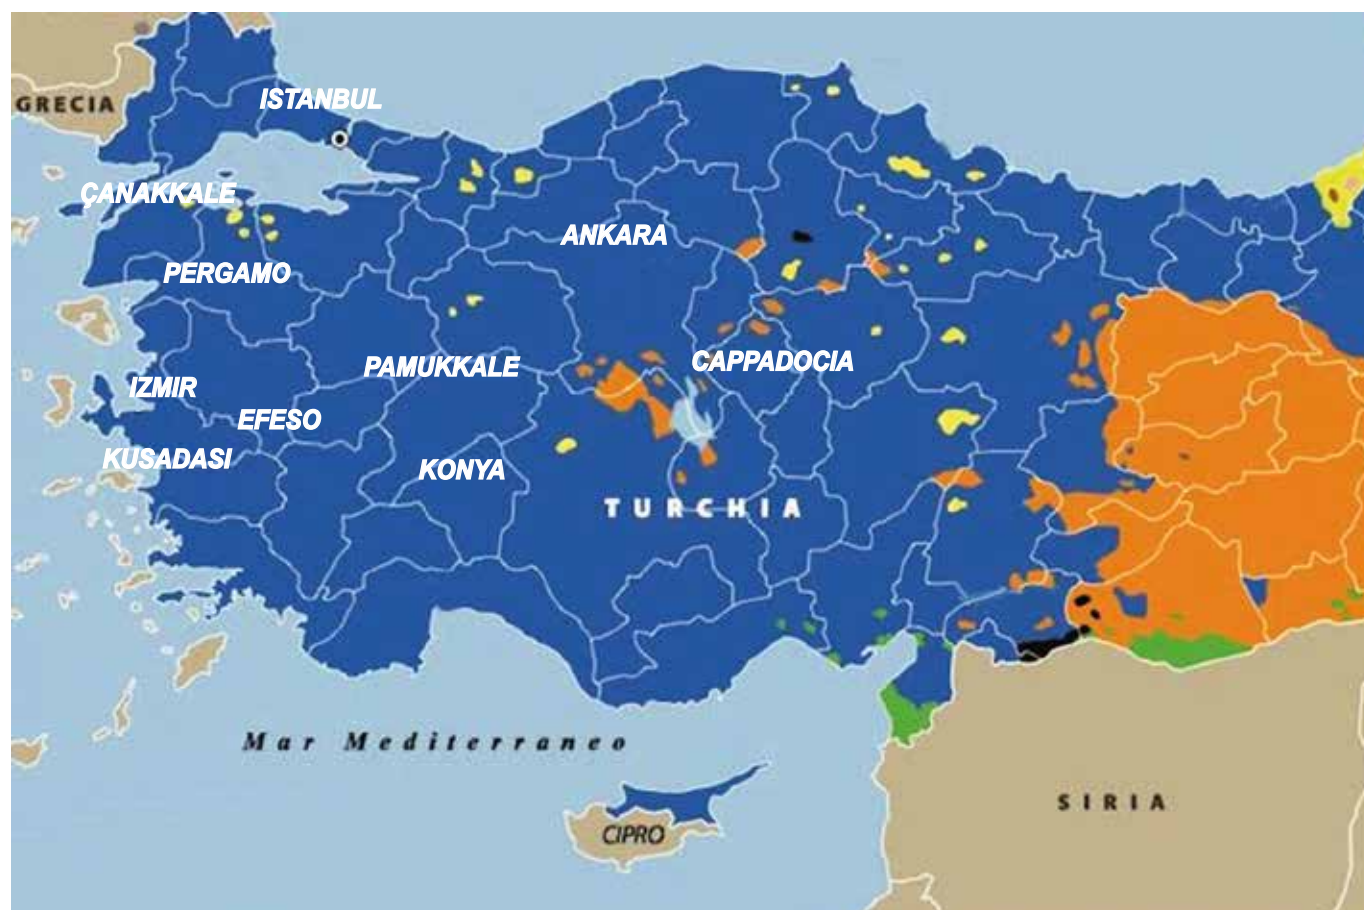 GRECIA
ISTANBUL
ÇANAKKALE
ANKARA
PERGAMO
PAMUKKALE
CAPPADOCIA
IZMIR
EFESO
KUSADASI
KONYA
TURCHIA
Mar Mediterraneo
SIRIA
CIPRO